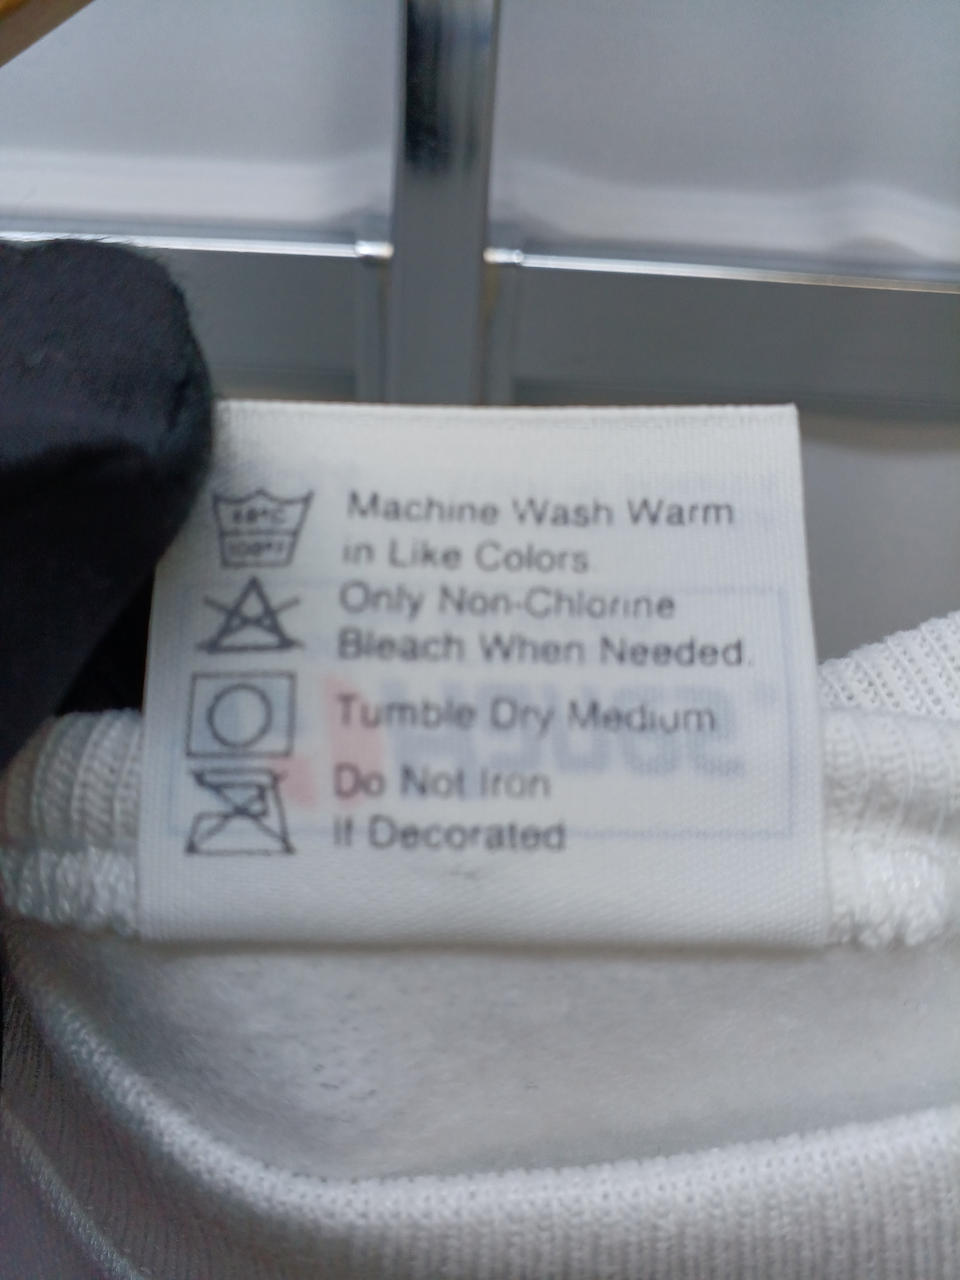 Machine Wash Warm
in Like Colors
Only Non-Chlorine
Bleach When Needed.
Tumble Dry Medium
Do Not Iron
If Decorated